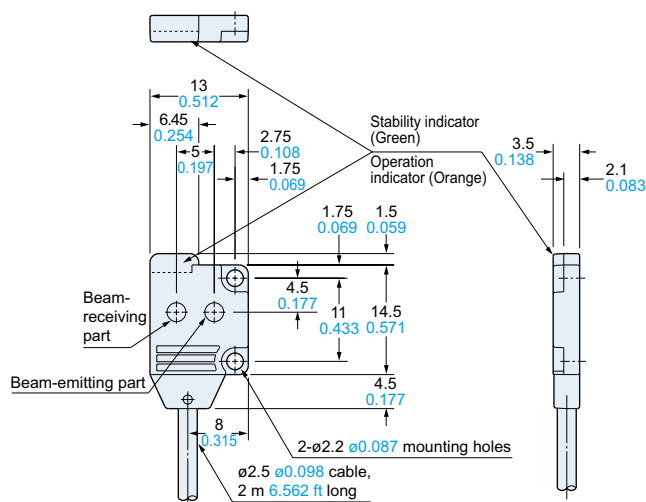 13
0.512
6.45
0.254
5
0.197
2.75
0.108
1.75
0.069
Stability indicator
(Green)
Operation
indicator (Orange)
3.5
0.138
2.1
0.083
1.75
0.069
1.5
0.059
4.5
0.177
11
0.433
14.5
0.571
Beam-
receiving
part
Beam-emitting part
4.5
0.177
8
0.315
2-ø2.2 ø0.087 mounting holes
ø2.5 ø0.098 cable,
2 m 6.562 ft long